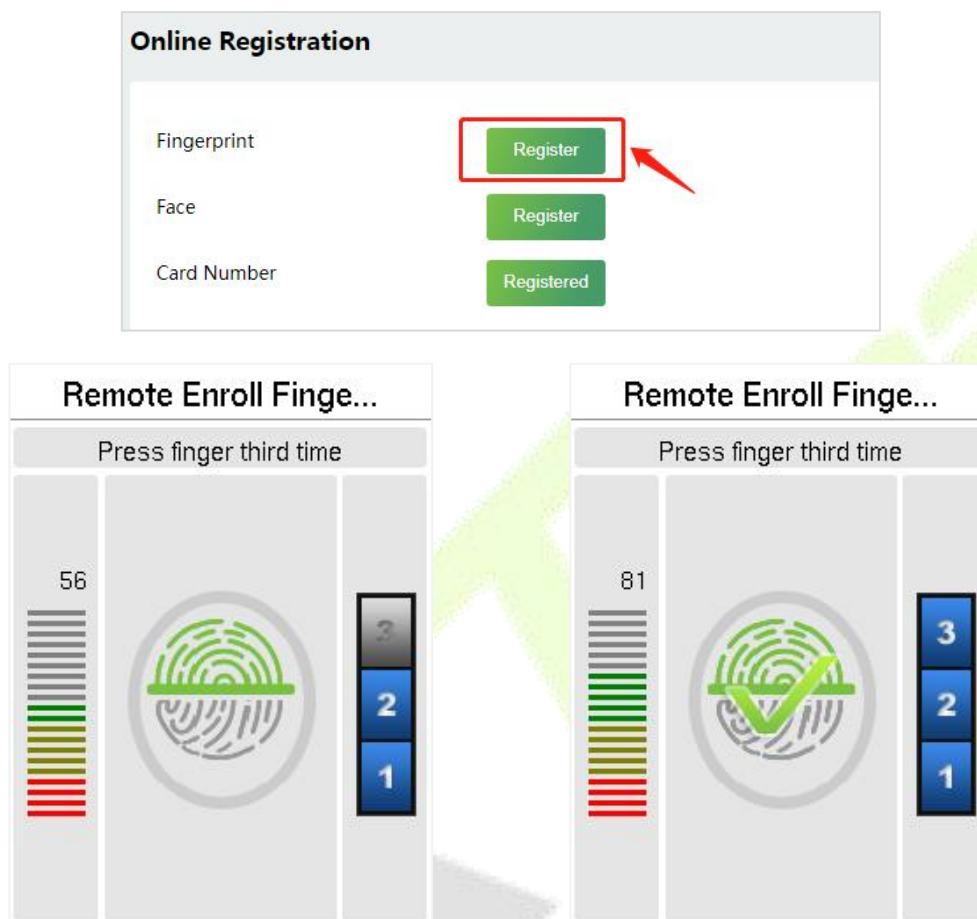 Online Registration
Fingerprint Register
Face Register
Card Number Registered
Remote Enroll Finge...
Press finger third time
56
3
2
1
Remote Enroll Finge...
Press finger third time
81
3
2
1